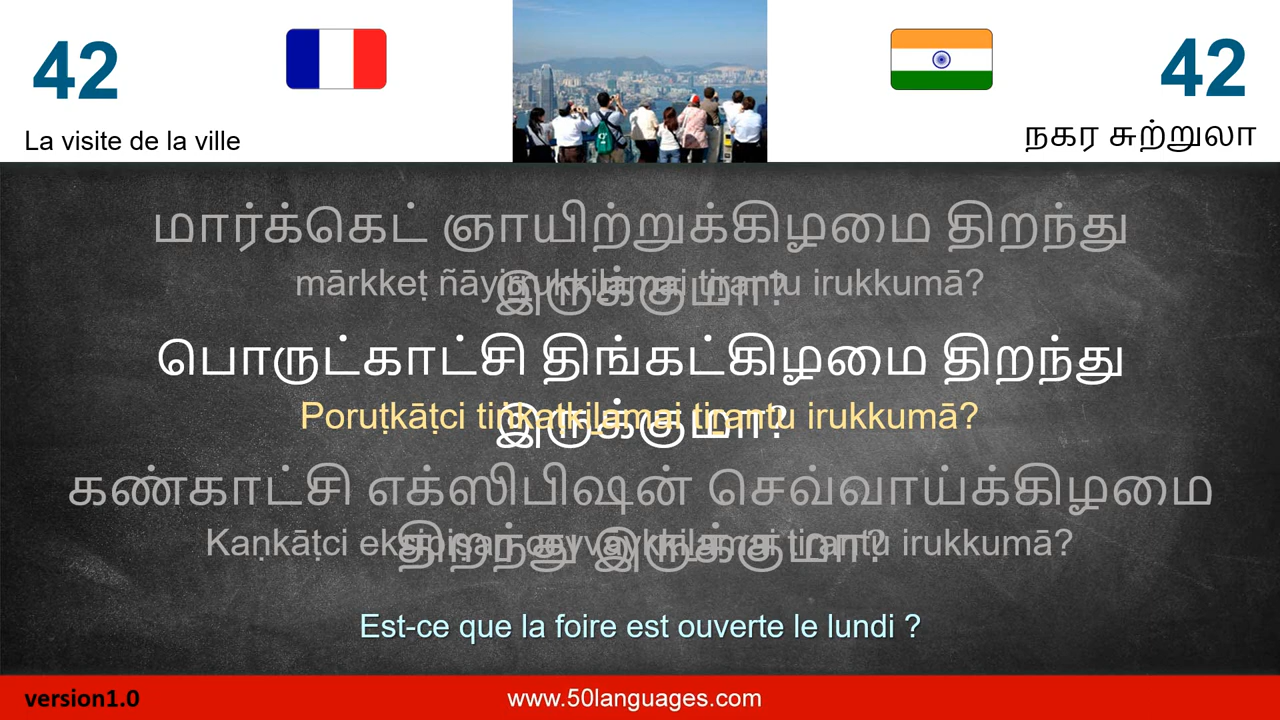 42
42
La visite de la ville
நகர சுற்றுலா
மார்க்கெட் ஞாயிற்றுக்கிழமை திறந்து
இருக்குமா?
mārkkeṭ ñāyiṟṟukkiḻamai tiṟantu irukkumā?
பொருட்காட்சி திங்கட்கிழமை திறந்து
இருக்குமா?
Poruṭkāṭci tiṅkaṭkiḻamai tiṟantu irukkumā?
கண்காட்சி எக்ஸிபிஷன் செவ்வாய்க்கிழமை
திறந்து இருக்குமா?
Kaṇkāṭci eksipiṣaṉ cevvāykkiḻamai tiṟantu irukkumā?
Est-ce que la foire est ouverte le lundi ?
version1.0
www.50languages.com